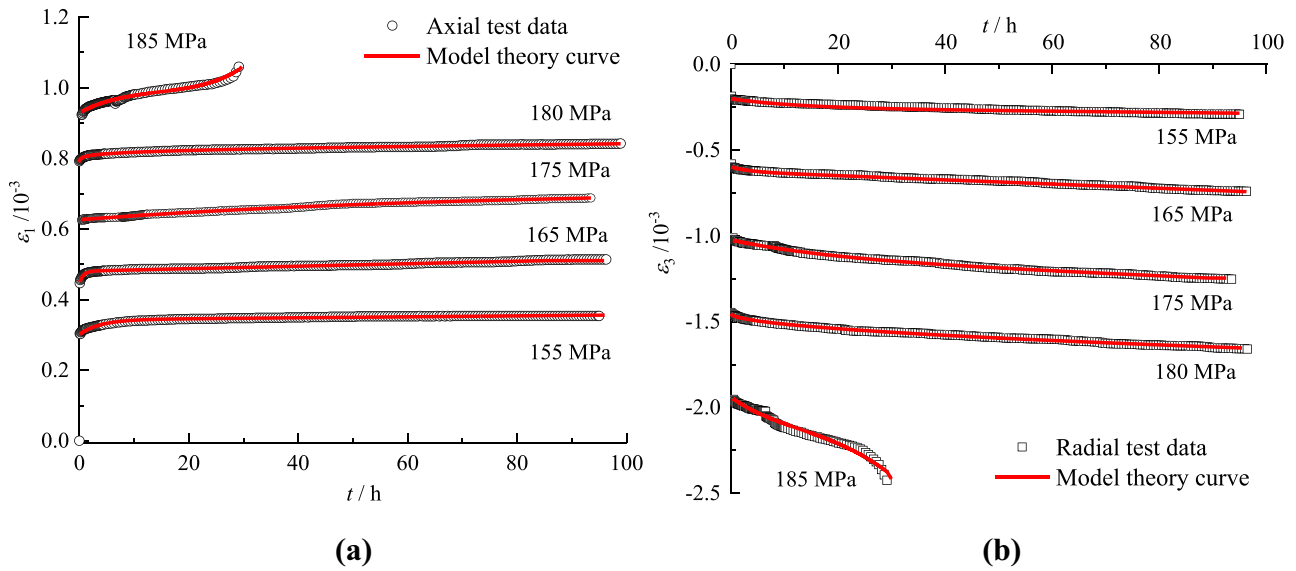 1.2
1.0
0.8
0.6
0.4
0.2
0.0
ε1 /10-3
0
20
40
60
80
100
t / h
Axial test data
Model theory curve
185 MPa
180 MPa
175 MPa
165 MPa
155 MPa
(a)
t / h
0
20
40
60
80
100
0.0
-0.5
-1.0
-1.5
-2.0
-2.5
ε3 /10-3
155 MPa
165 MPa
175 MPa
180 MPa
185 MPa
Radial test data
Model theory curve
(b)